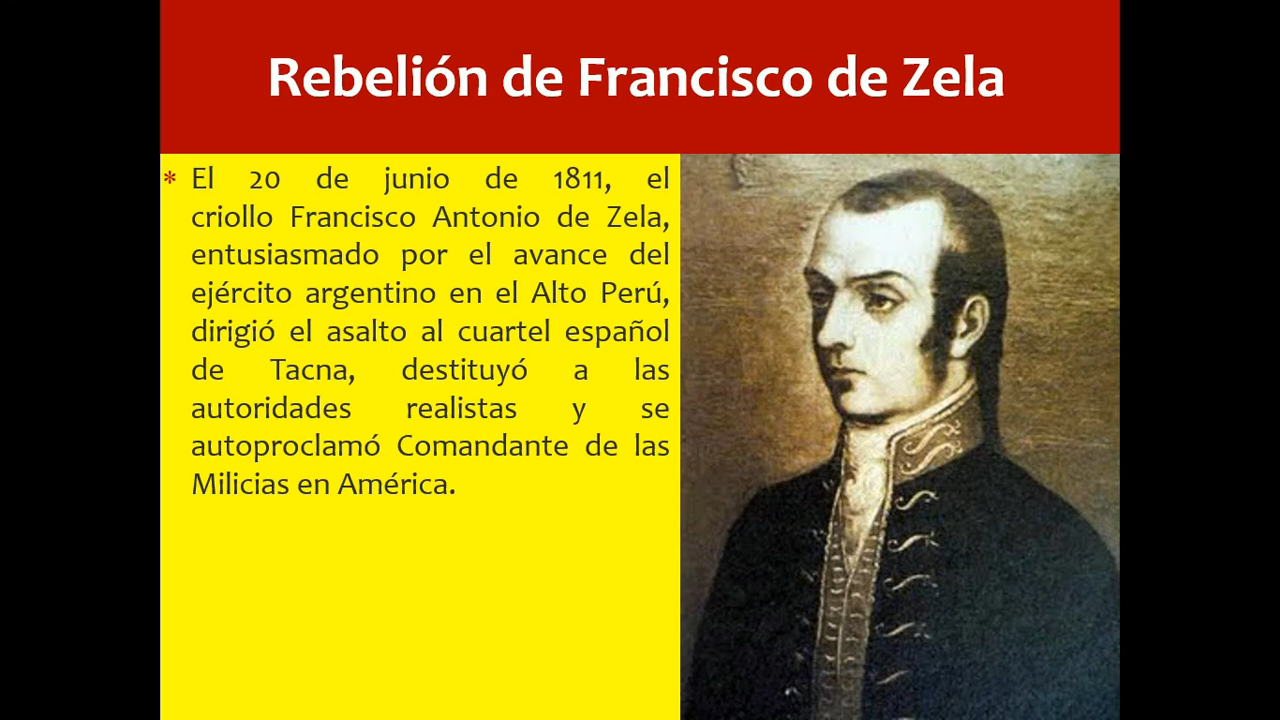 Rebelión de Francisco de Zela
* El 20 de junio de 1811, el
criollo Francisco Antonio de Zela,
entusiasmado por el avance del
ejército argentino en el Alto Perú,
dirigió el asalto al cuartel español
de Tacna, destituyó a las
autoridades realistas y se
autoproclamó Comandante de las
Milicias en América.